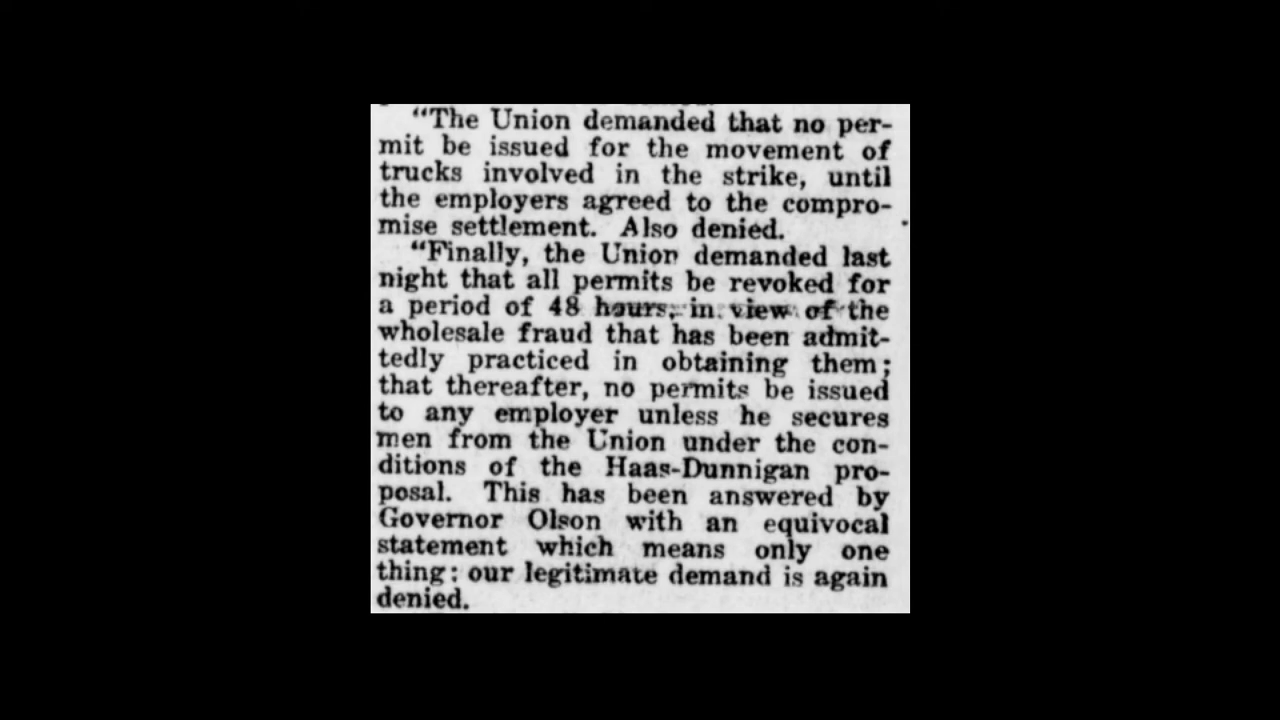 "The Union demanded that no per-
mit be issued for the movement of
trucks involved in the strike, until
the employers agreed to the compro-
mise settlement. Also denied.
"Finally, the Union demanded last
night that all permits be revoked for
a period of 48 hours, in view of the
wholesale fraud that has been admit-
tedly practiced in obtaining them;
that thereafter, no permits be issued
to any employer unless he secures
men from the Union under the con-
ditions of the Haas-Dunnigan pro-
posal. This has been answered by
Governor Olson with an equivocal
statement which means only one
thing: our legitimate demand is again
denied.